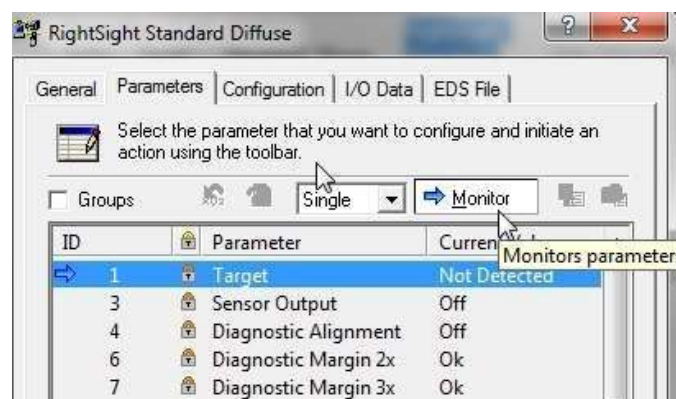 RightSight Standard Diffuse
General Parameters Configuration I/O Data EDS File
Select the parameter that you want to configure and initiate an
action using the toolbar.
Groups Single Monitor
ID Parameter Current
Monitors parameter
1 Target Not Detected
3 Sensor Output Off
4 Diagnostic Alignment Off
6 Diagnostic Margin 2x Ok
7 Diagnostic Margin 3x Ok